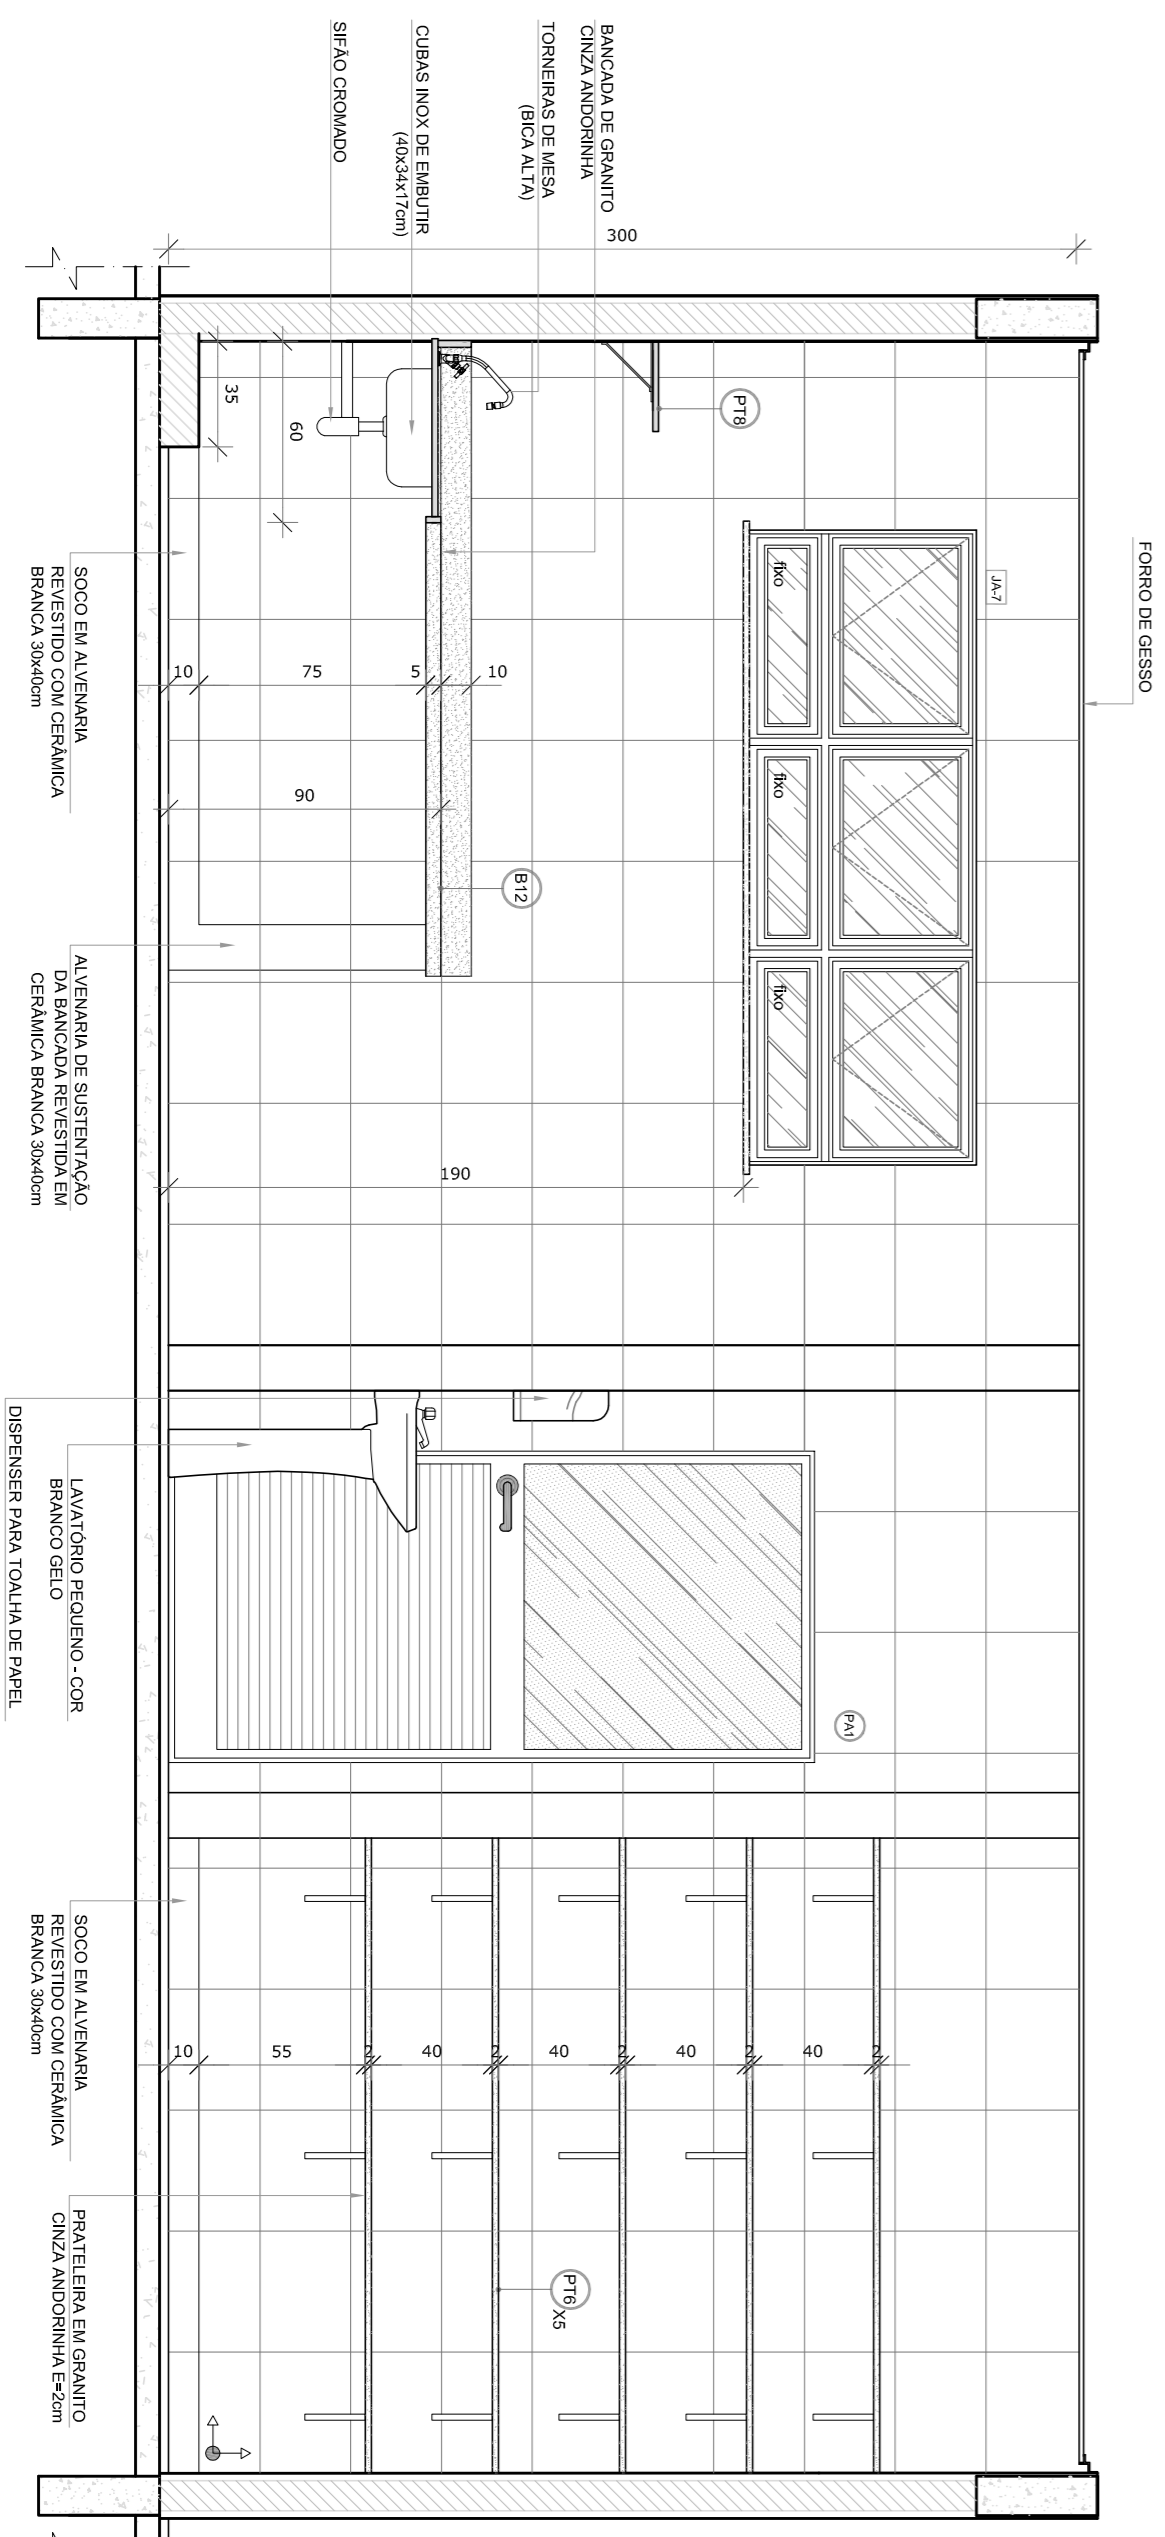 FORRO DE GESSO
JA-7
fixo
fixo
fixo
PT8
300
BANCADA DE GRANITO
CINZA ANDORINHA
TORNEIRAS DE MESA
(BICA ALTA)
CUBAS INOX DE EMBUTIR
(40x34x17cm)
SIFÃO CROMADO
35
60
10
75
5
10
90
B12
190
PA1
PT6
X5
10
55
2
40
2
40
2
40
2
40
2
SOCO EM ALVENARIA
REVESTIDO COM CERÂMICA
BRANCA 30x40cm
ALVENARIA DE SUSTENTAÇÃO
DA BANCADA REVESTIDA EM
CERÂMICA BRANCA 30x40cm
LAVATÓRIO PEQUENO - COR
BRANCO GELO
DISPENSER PARA TOALHA DE PAPEL
SOCO EM ALVENARIA
REVESTIDO COM CERÂMICA
BRANCA 30x40cm
PRATELEIRA EM GRANITO
CINZA ANDORINHA E=2cm